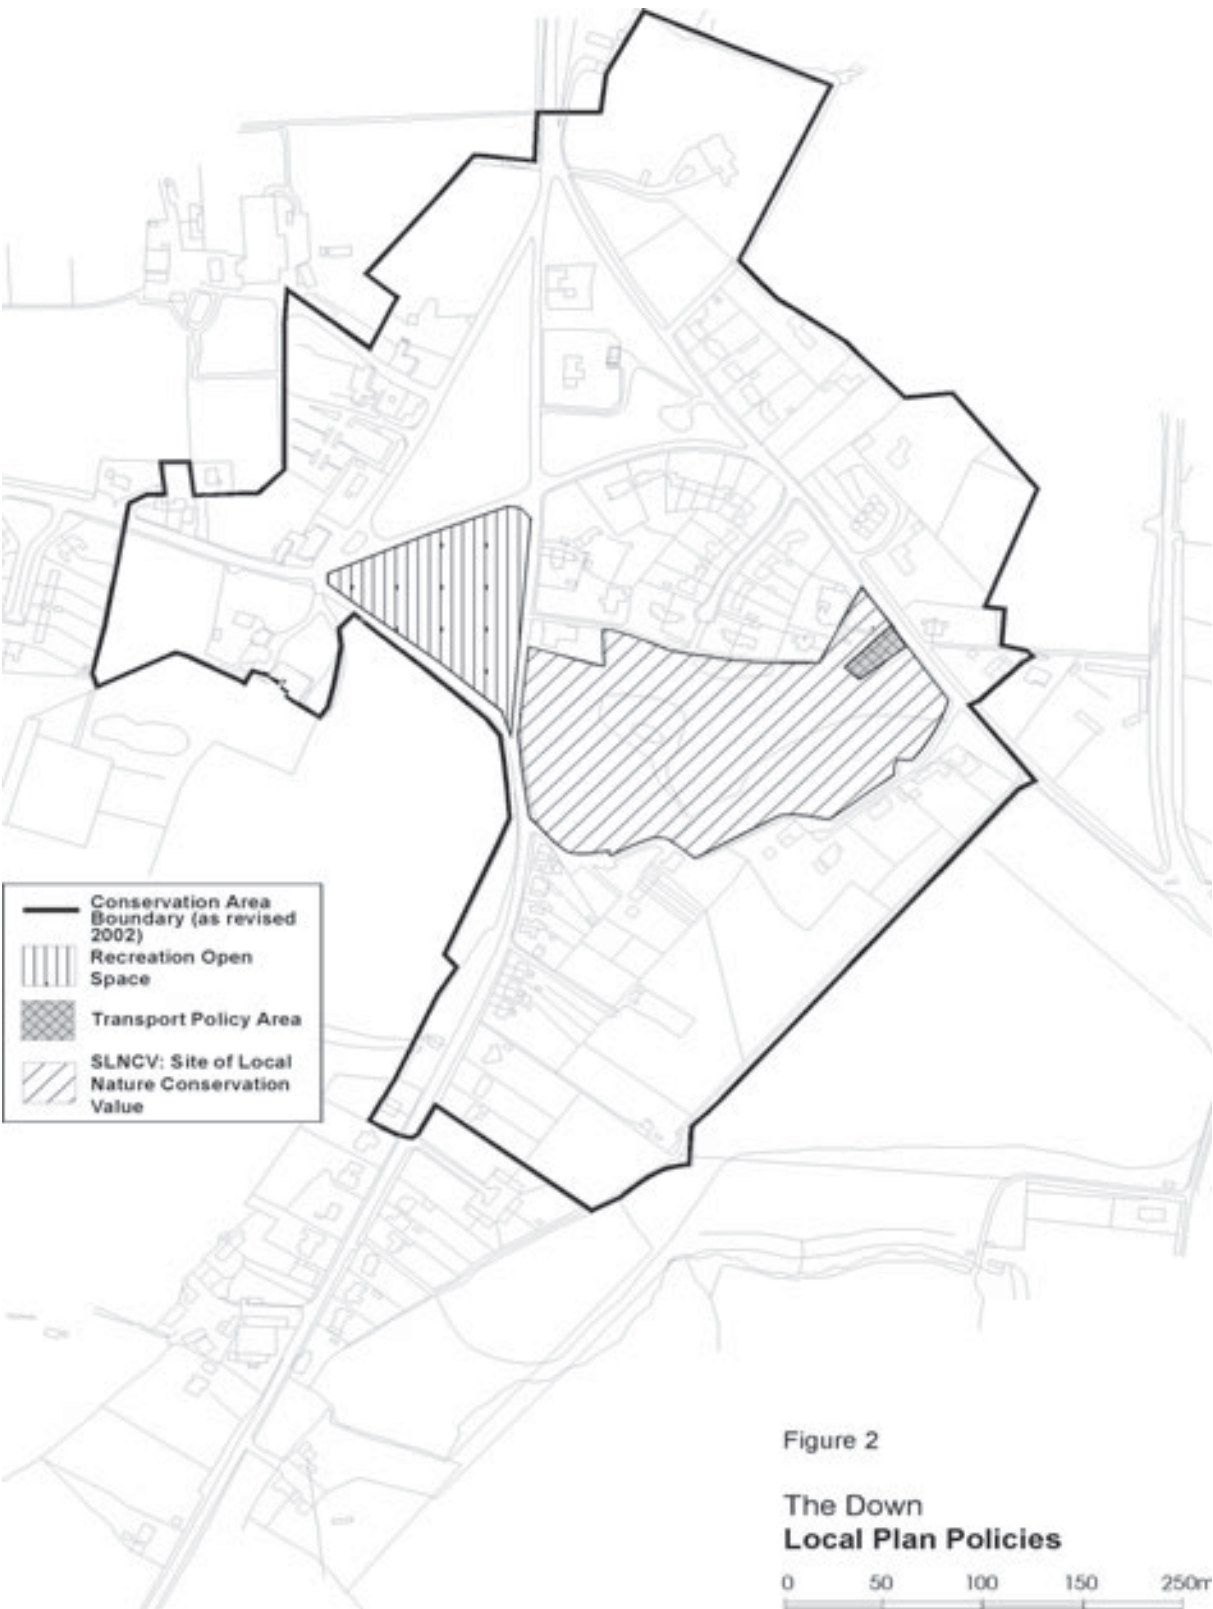 Conservation Area
Boundary (as revised
2002)
Recreation Open
Space
Transport Policy Area
SLNCV: Site of Local
Nature Conservation
Value
Figure 2
The Down
Local Plan Policies
0 50 100 150 250m